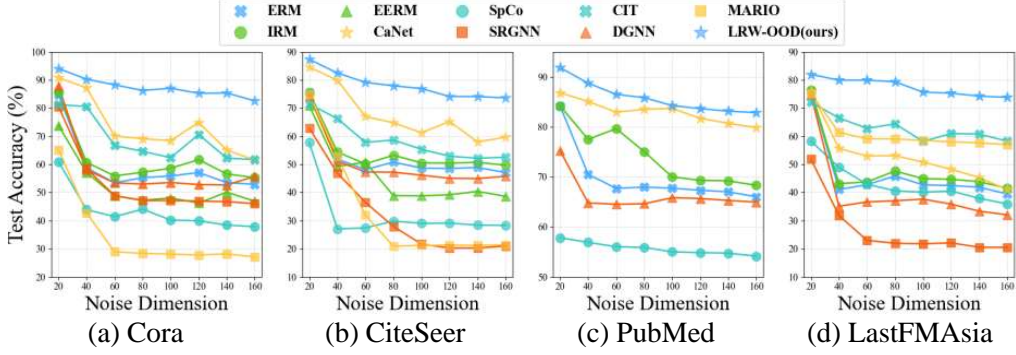 ERM EERM SpCo CIT MARIO
IRM CaNet SRGNN DGNN LRW-OOD(ours)
Test Accuracy (%)
100
90
80
70
60
50
40
30
20
20 40 60 80 100 120 140 160
Noise Dimension
(a) Cora
90
80
70
60
50
40
30
20
10
20 40 60 80 100 120 140 160
Noise Dimension
(b) CiteSeer
90
80
70
60
50
20 40 60 80 100 120 140 160
Noise Dimension
(c) PubMed
90
80
70
60
50
40
30
20
10
20 40 60 80 100 120 140 160
Noise Dimension
(d) LastFMAsia